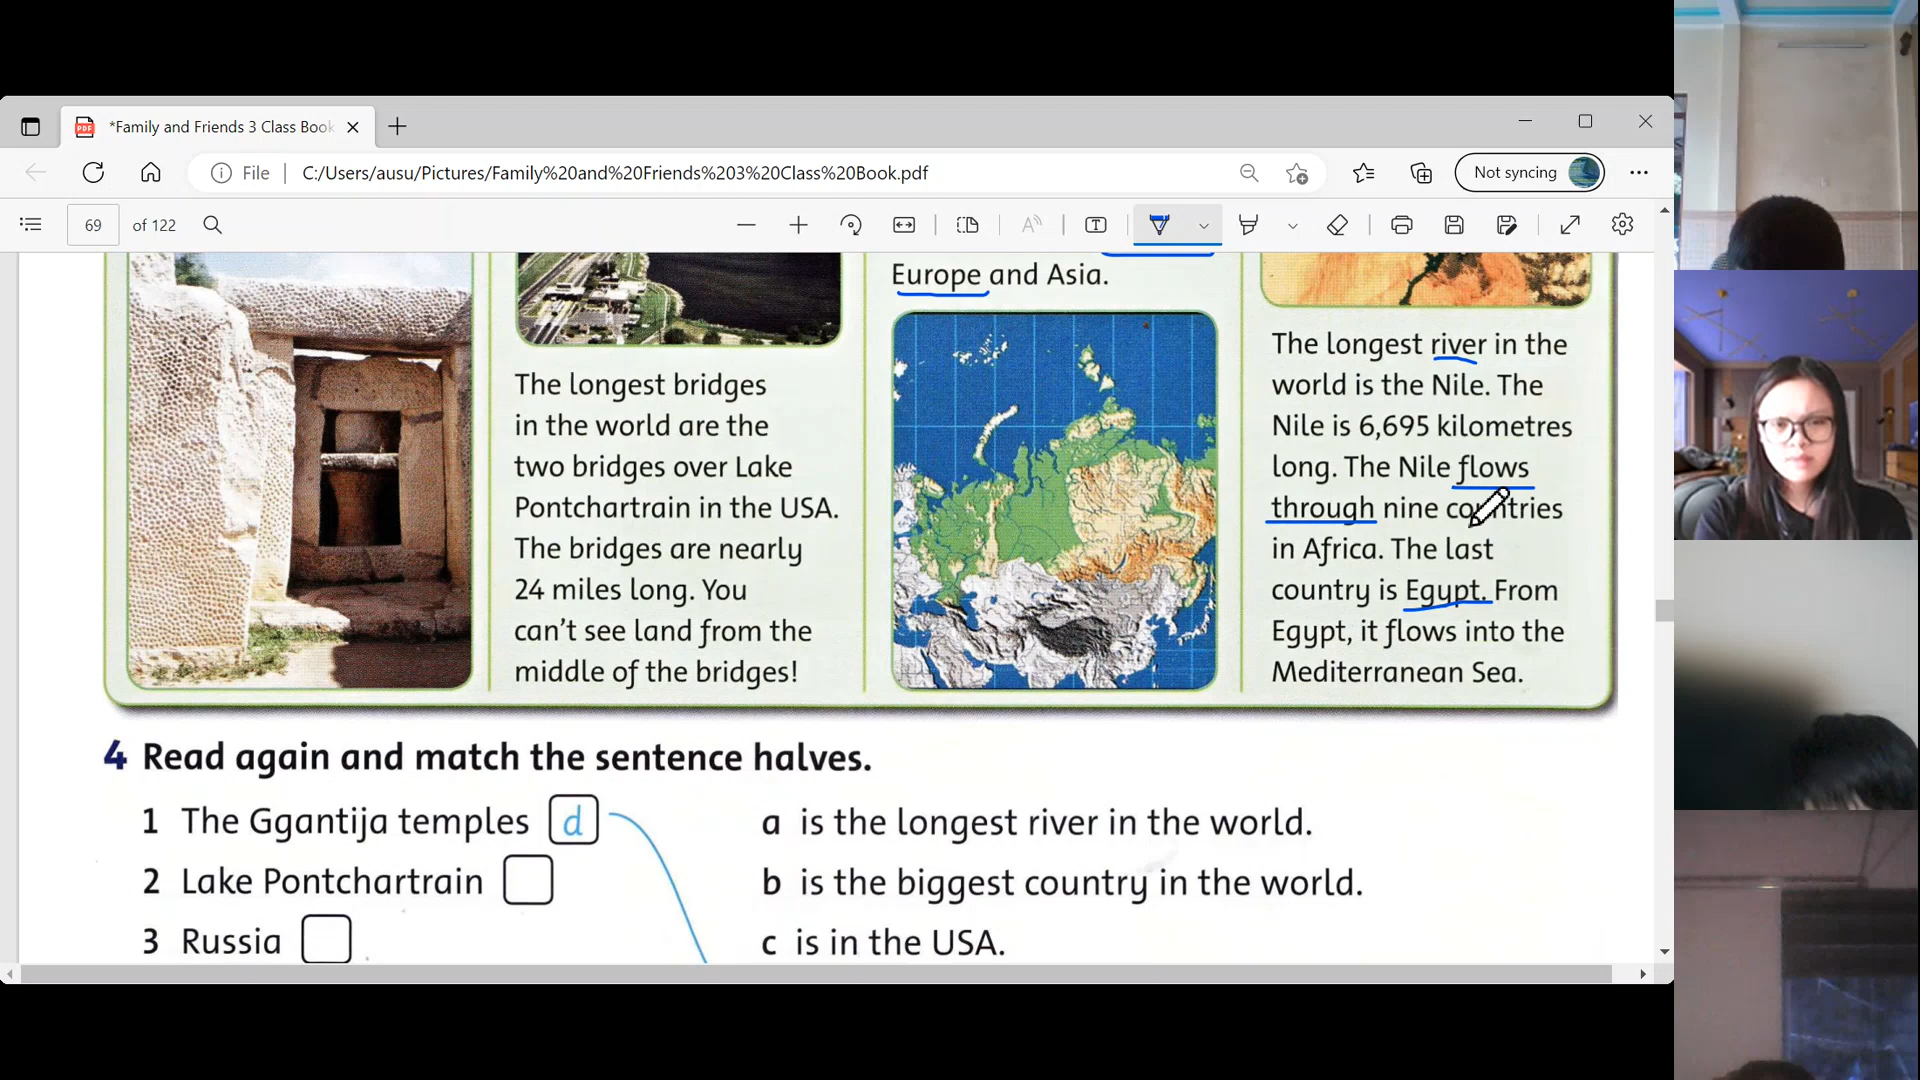 *Family and Friends 3 Class Book
File
C:/Users/ausu/Pictures/Family%20and%20Friends%203%20Class%20Book.pdf
Not syncing
69 of 122
The longest bridges
in the world are the
two bridges over Lake
Pontchartrain in the USA.
The bridges are nearly
24 miles long. You
can't see land from the
middle of the bridges!
Europe and Asia.
The longest river in the
world is the Nile. The
Nile is 6,695 kilometres
long. The Nile flows
through nine countries
in Africa. The last
country is Egypt. From
Egypt, it flows into the
Mediterranean Sea.
4 Read again and match the sentence halves.
1 The Ggantija temples d
2 Lake Pontchartrain
3 Russia
a is the longest river in the world.
b is the biggest country in the world.
c is in the USA.